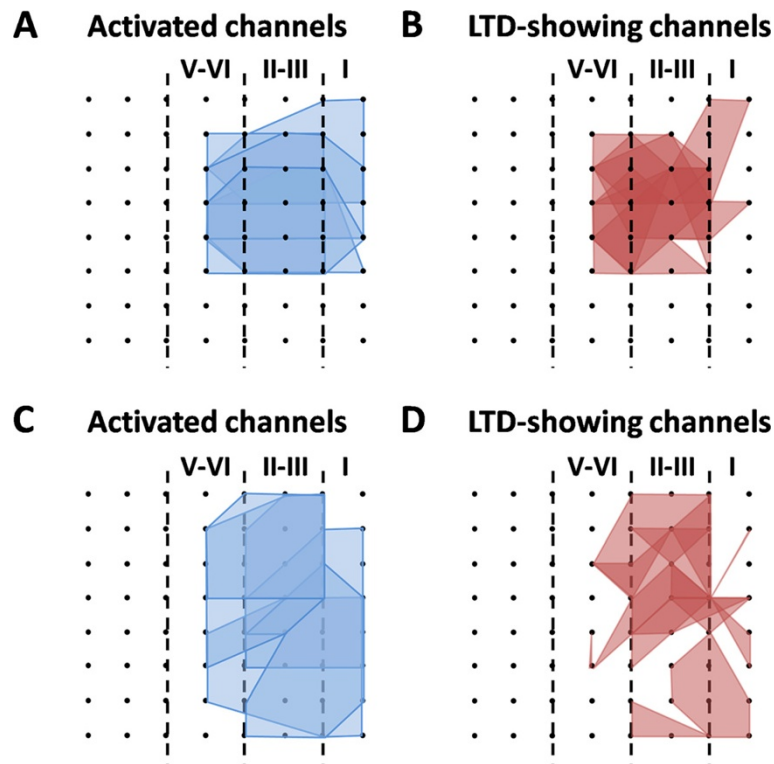 A Activated channels B LTD-showing channels
V-VI II-III I V-VI II-III I
C Activated channels D LTD-showing channels
V-VI II-III I V-VI II-III I